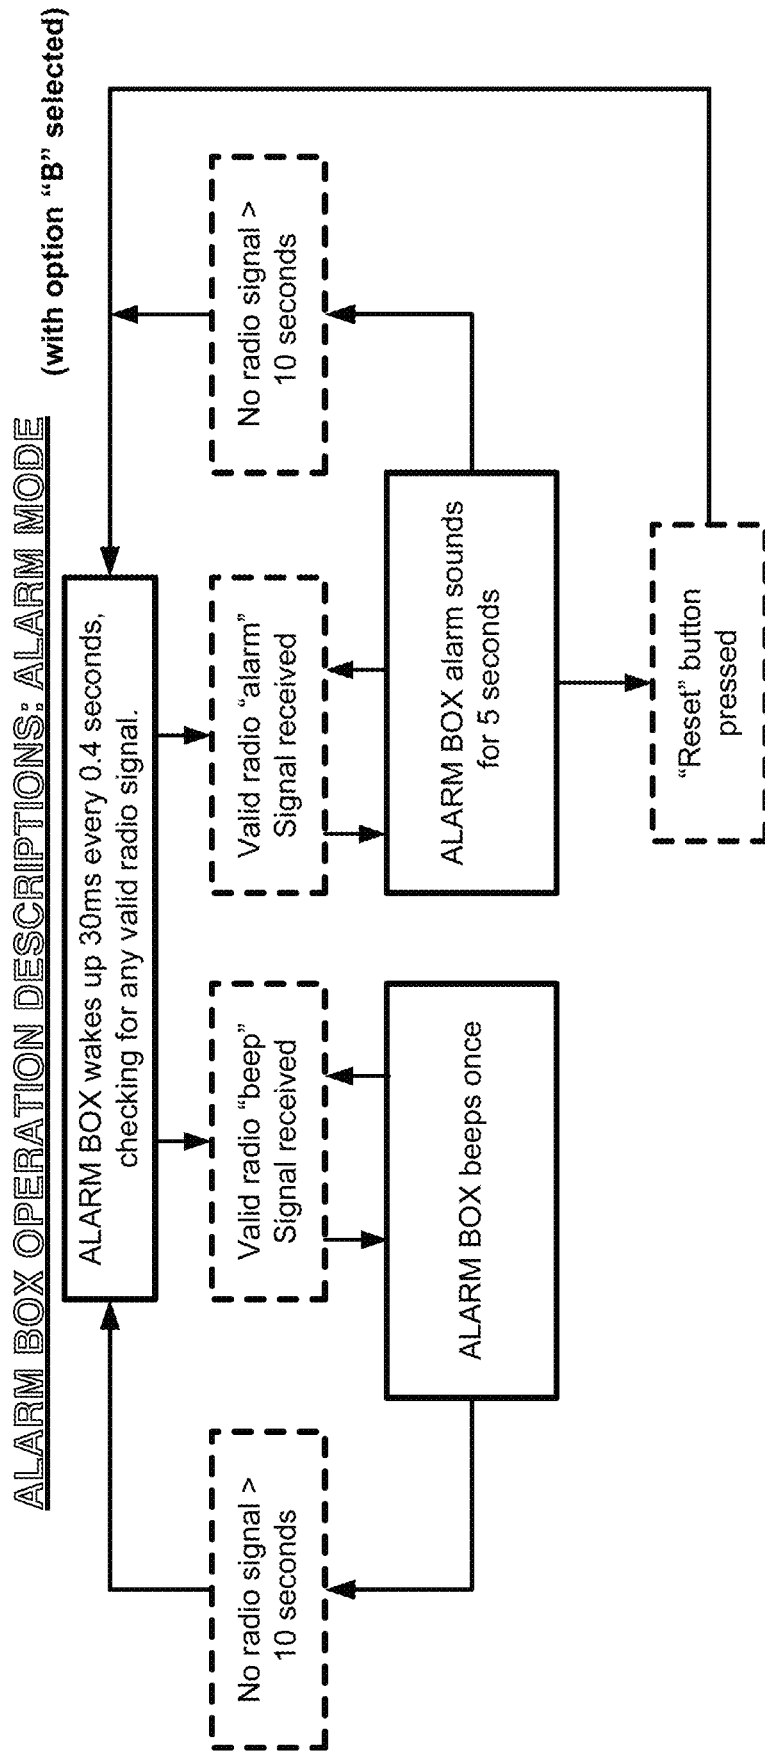 ALARM BOX OPERATION DESCRIPTIONS: ALARM MODE
(with option “B” selected)
ALARM BOX wakes up 30ms every 0.4 seconds,
checking for any valid radio signal.
No radio signal >
10 seconds
Valid radio “beep”
Signal received
Valid radio “alarm”
Signal received
No radio signal >
10 seconds
ALARM BOX beeps once
ALARM BOX alarm sounds
for 5 seconds
“Reset” button
pressed